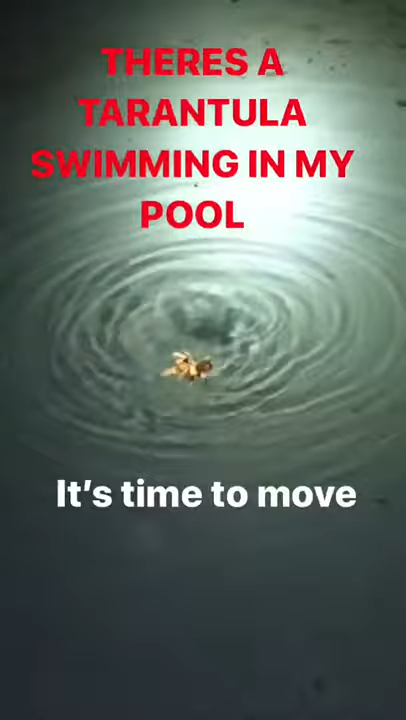 THERES A
TARANTULA
SWIMMING IN MY
POOL
It's time to move